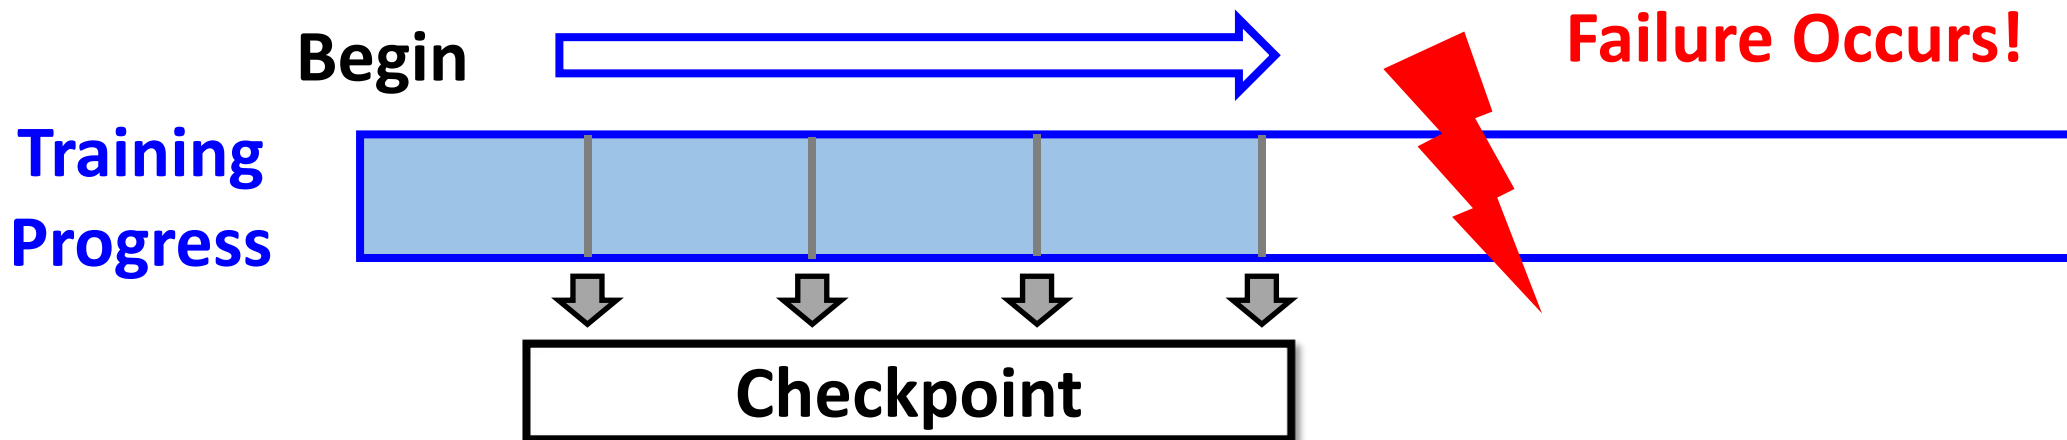 Begin
Failure Occurs!
Training
Progress
Checkpoint